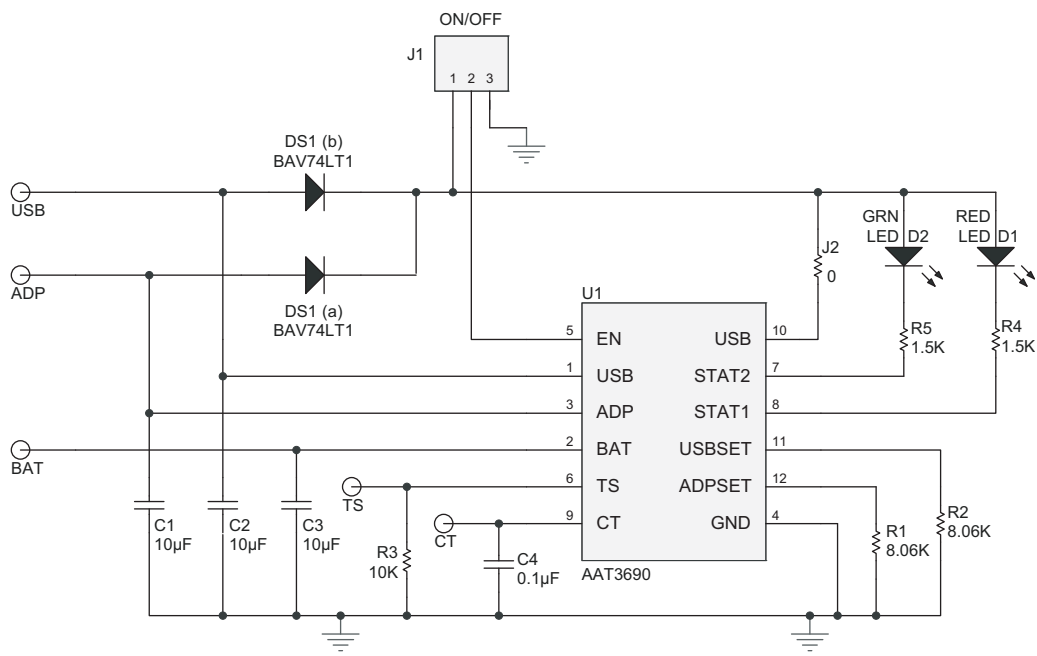 ON/OFF
J1
1 2 3
DS1 (b)
BAV74LT1
USB
ADP
DS1 (a)
BAV74LT1
GRN
LED D2
RED
LED D1
J2
0
U1
R5
1.5K
R4
1.5K
5 EN USB 10
1 USB STAT2 7
3 ADP STAT1 8
2 BAT USBSET 11
6 TS ADPSET 12
9 CT GND 4
BAT
TS
CT
C1
10µF
C2
10µF
C3
10µF
R3
10K
C4
0.1µF
AAT3690
R1
8.06K
R2
8.06K